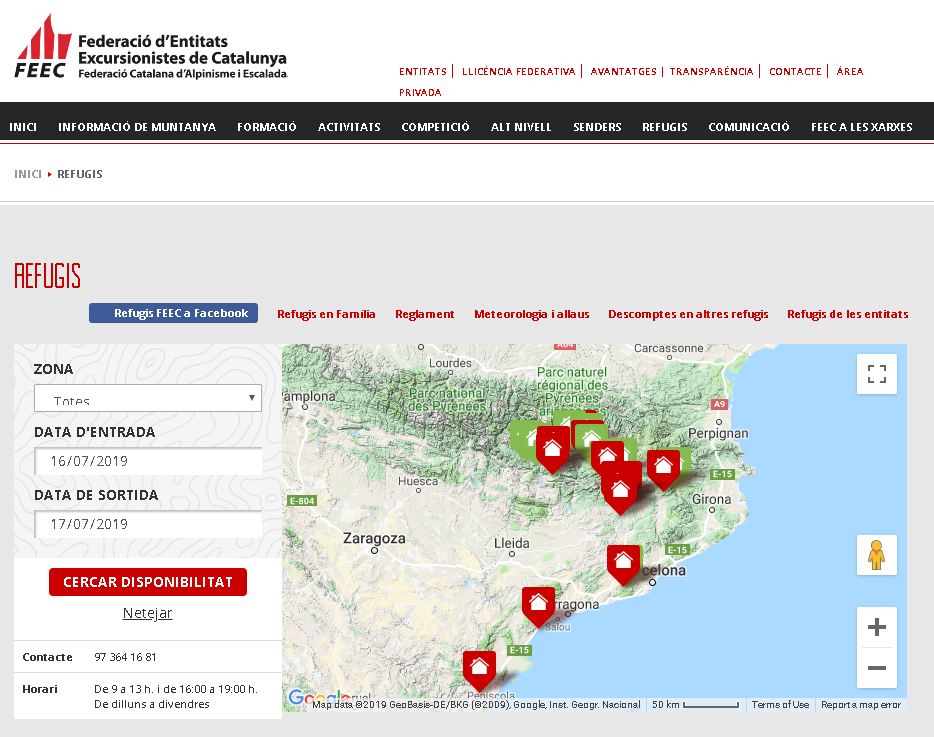 Federació d'Entitats
Excursionistes de Catalunya
FEEC Federació Catalana d'Alpinisme i Escalada
ENTITATS | LLICÈNCIA FEDERATIVA | AVANTATGES | TRANSPARÈNCIA | CONTACTE | ÀREA
PRIVADA
INICI INFORMACIÓ DE MUNTANYA FORMACIÓ ACTIVITATS COMPETICIÓ ALT NIVELL SENDERS REFUGIS COMUNICACIÓ FEEC A LES XARXES
INICI REFUGIS
REFUGIS
Refugis FEEC a Facebook Refugis en Família Reglament Meteorologia i allaus Descomptes en altres refugis Refugis de les entitats
ZONA
Totes
DATA D'ENTRADA
16/07/2019
DATA DE SORTIDA
17/07/2019
CERCAR DISPONIBILITAT
Netejar
Contacte 97 364 16 81
Horari De 9 a 13 h. i de 16:00 a 19:00 h.
De dilluns a divendres
Carcassonne
Lourdes
Parc naturel
régional des
Pyrénées
Parc national
des Pyrénées
amplona
A9
Perpignan
E-15
Huesca
Girona
E-804
Zaragoza
Lleida
E-15
celona
rragona
Salou
E-15
Peníscola
Google
ruel
Map data ©2019 GeoBasis-DE/BKG (©2009), Google, Inst. Geogr. Nacional
50 km
Terms of Use
Report a map error